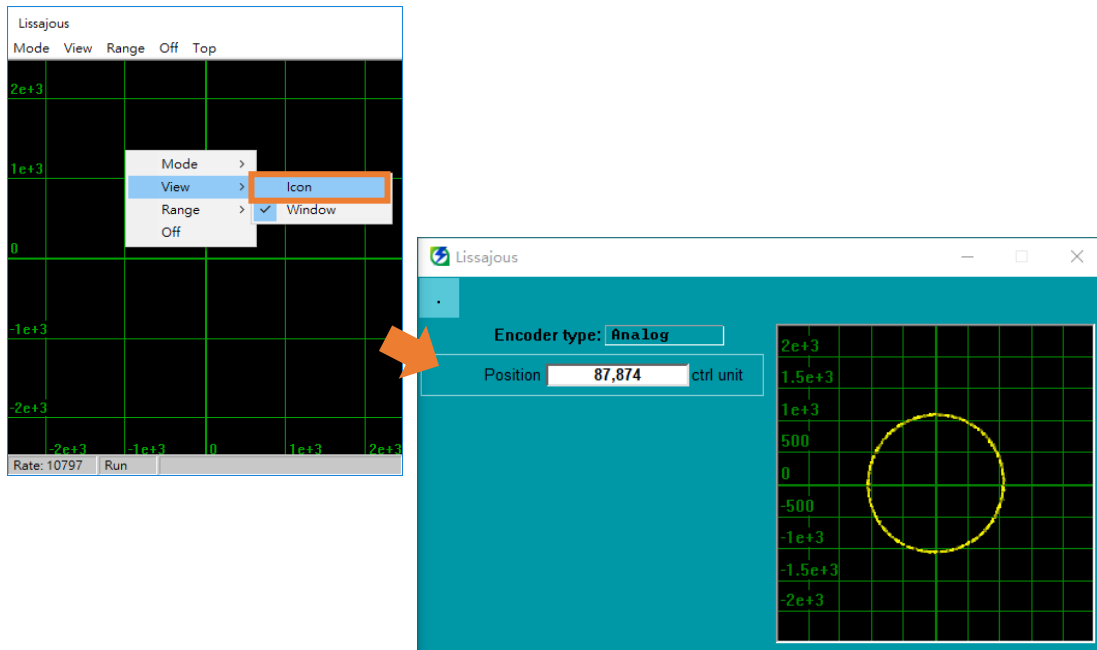 Lissajous
Mode View Range Off Top
2e+3
1e+3
0
-1e+3
-2e+3
-2e+3 -1e+3 0 1e+3 2e+3
Mode >
View >
Range >
Off
Icon
✓ Window
Rate: 10797 Run
Lissajous
.
Encoder type: Analog
Position 87,874 ctrl unit
2e+3
1.5e+3
1e+3
500
0
-500
-1e+3
-1.5e+3
-2e+3